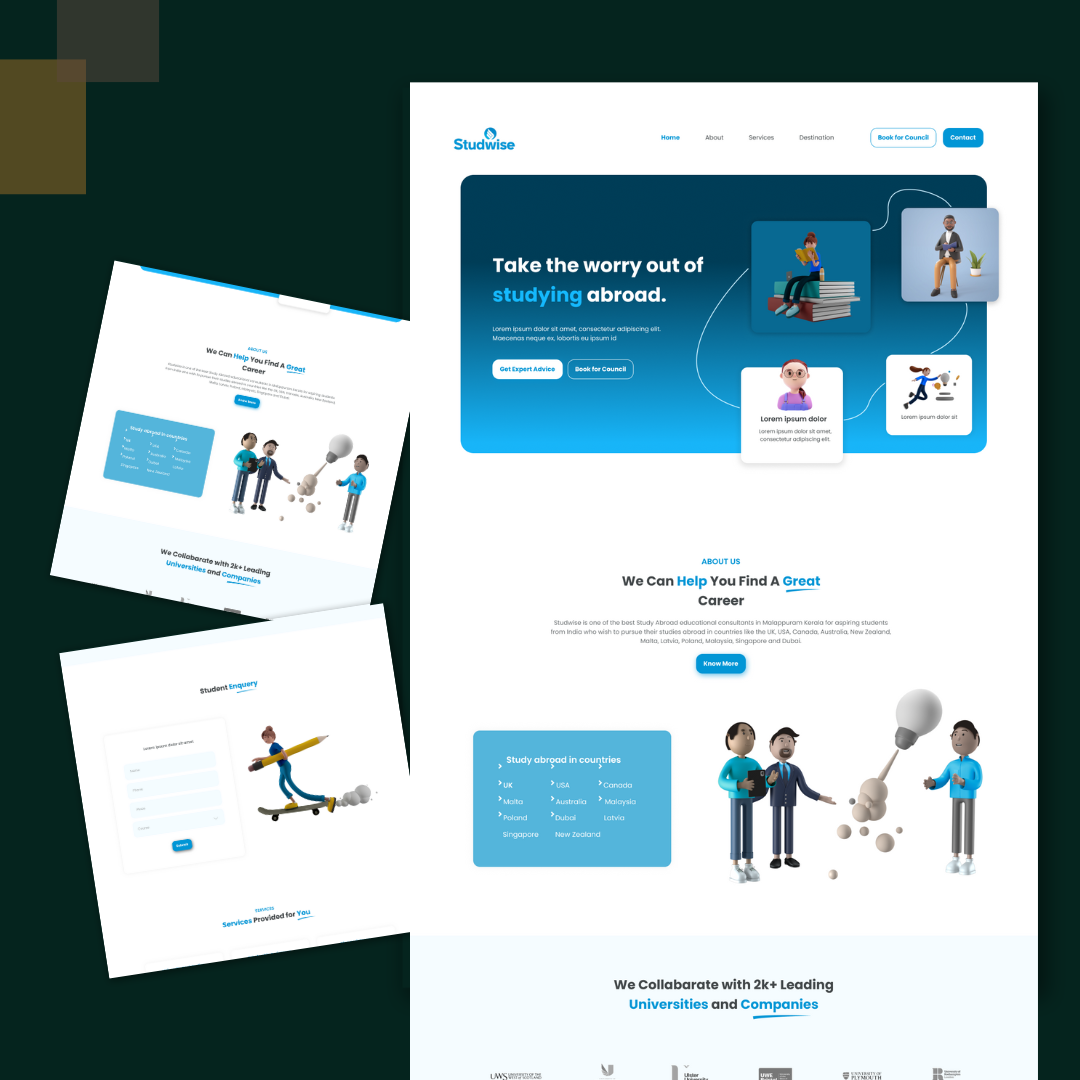 Studwise
Home
About
Services
Destination
Book for Council
Contact
Take the worry out of
studying abroad.
Lorem ipsum dolor sit amet, consectetur adipiscing elit.
Maecenas neque ex, lobortis eu ipsum id
Get Expert Advice
Book for Council
Lorem ipsum dolor
Lorem ipsum dolor sit amet,
consectetur adipiscing elit.
Lorem ipsum dolor sit
ABOUT US
We Can Help You Find A Great
Career
Studwise is one of the best Study Abroad educational consultants in Malappuram Kerala for aspiring students
from India who wish to pursue their studies abroad in countries like the UK, USA, Canada, Australia, New Zealand,
Malta, Latvia, Poland, Malaysia, Singapore and Dubai.
Know More
Study abroad in countries
UK
USA
Canada
Malta
Australia
Malaysia
Poland
Dubai
Latvia
Singapore
New Zealand
We Collabarate with 2k+ Leading
Universities and Companies
UWS UNIVERSITY OF THE
WEST OF SCOTLAND
Ulster
University
UWE
UNIVERSITY OF
PLYMOUTH
ABOUT US
We Can Help You Find A Great
Career
Know More
Study abroad in countries
UK
USA
Canada
Malta
Australia
Malaysia
Poland
Dubai
Latvia
Singapore
New Zealand
We Collabarate with 2k+ Leading
Universities and Companies
Student Enquery
Lorem ipsum dolor sit amet
Name
Submit
SERVICES
Services Provided for You